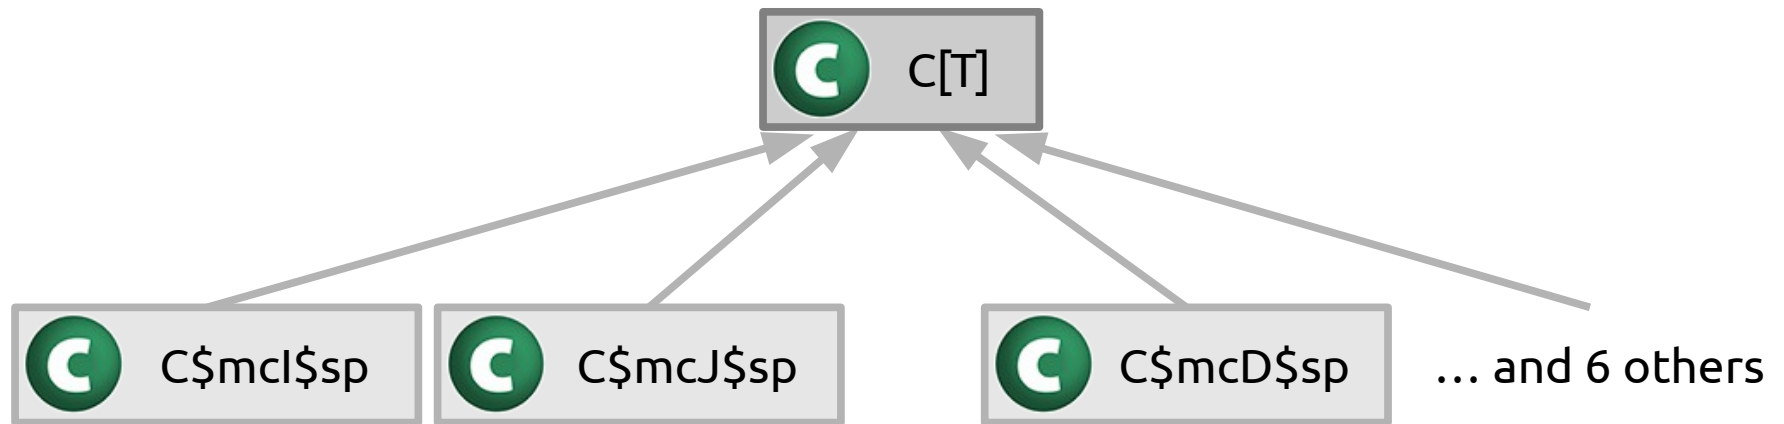 C C[T]
C C$mcI$sp C C$mcJ$sp C C$mcD$sp … and 6 others